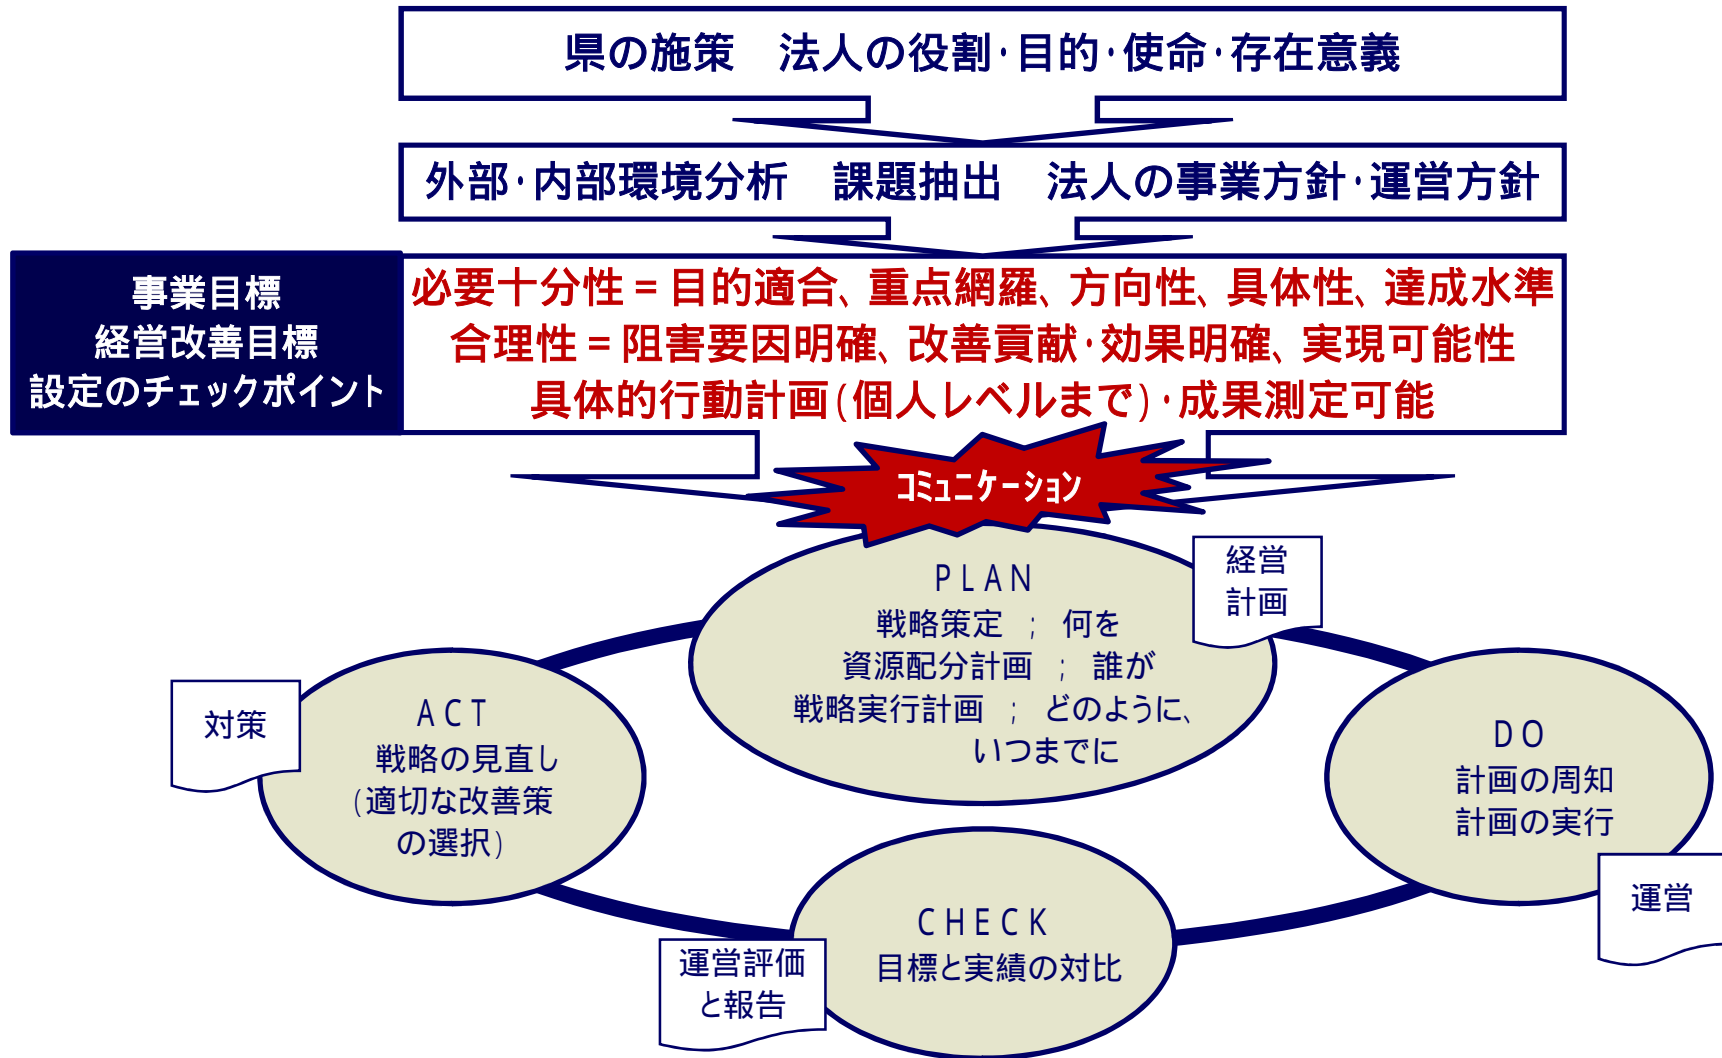 県の施策　法人の役割・目的・使命・存在意義
外部・内部環境分析　課題抽出　法人の事業方針・運営方針
事業目標
経営改善目標
設定のチェックポイント
必要十分性＝目的適合、重点網羅、方向性、具体性、達成水準
合理性＝阻害要因明確、改善貢献・効果明確、実現可能性
具体的行動計画(個人レベルまで)・成果測定可能
コミュニケーション
ＰＬＡＮ
戦略策定　；　何を
資源配分計画　；　誰が
戦略実行計画　；　どのように、
いつまでに
経営
計画
対策
ＡＣＴ
戦略の見直し
(適切な改善策
の選択)
ＤＯ
計画の周知
計画の実行
運営
ＣＨＥＣＫ
目標と実績の対比
運営評価
と報告